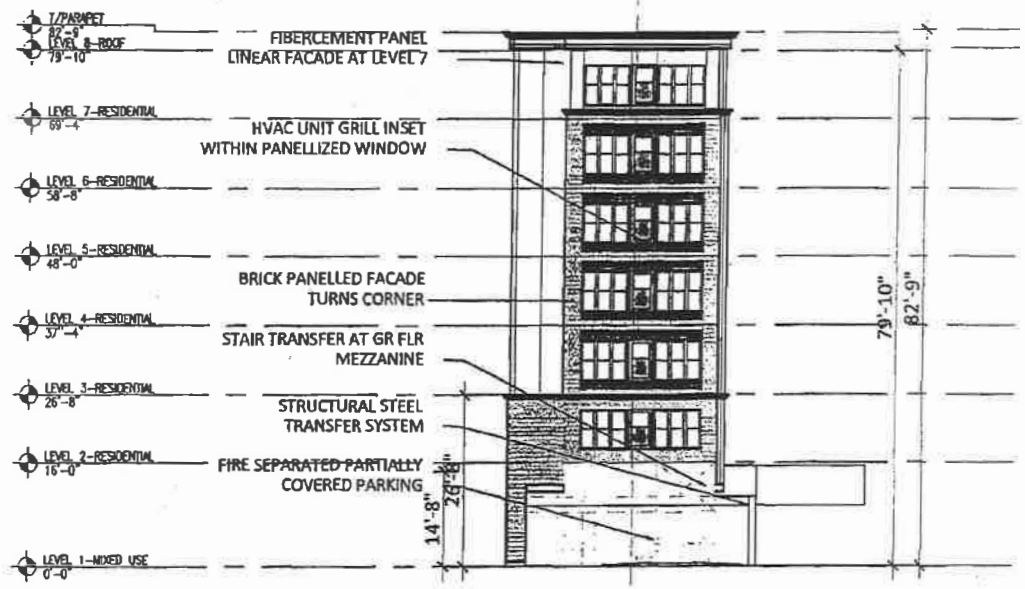 T/PARAPET
82'-9"
LEVEL 8-ROOF
79'-10"
FIBERCEMENT PANEL
LINEAR FACADE AT LEVEL 7
LEVEL 7-RESIDENTIAL
69'-4
HVAC UNIT GRILL INSET
WITHIN PANELLIZED WINDOW
LEVEL 6-RESIDENTIAL
58'-8"
LEVEL 5-RESIDENTIAL
48'-0"
BRICK PANELLED FACADE
TURNS CORNER
LEVEL 4-RESIDENTIAL
37'-4"
STAIR TRANSFER AT GR FLR
MEZZANINE
LEVEL 3-RESIDENTIAL
26'-8"
STRUCTURAL STEEL
TRANSFER SYSTEM
LEVEL 2-RESIDENTIAL
16'-0"
FIRE SEPARATED PARTIALLY
COVERED PARKING
LEVEL 1-MIXED USE
0'-0"
14'-8"
26'-8"
79'-10"
82'-9"